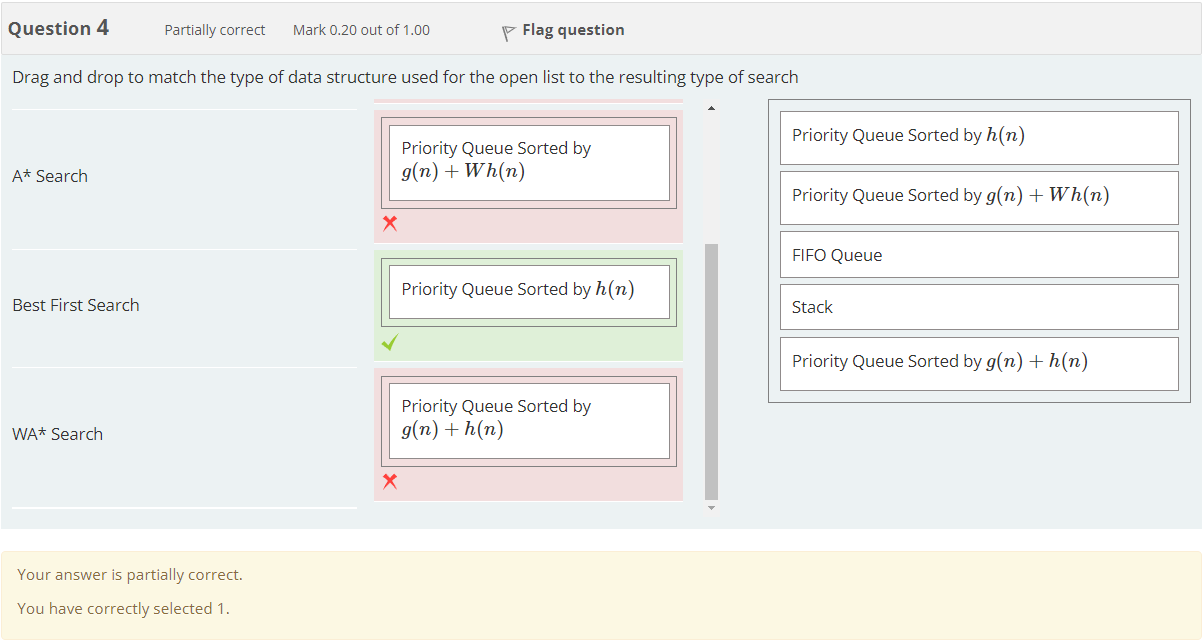 Question 4
Partially correct
Mark 0.20 out of 1.00
Flag question
Drag and drop to match the type of data structure used for the open list to the resulting type of search
A* Search
Priority Queue Sorted by
g(n) + Wh(n)
Best First Search
Priority Queue Sorted by h(n)
WA* Search
Priority Queue Sorted by
g(n) + h(n)
Priority Queue Sorted by h(n)
Priority Queue Sorted by g(n) + Wh(n)
FIFO Queue
Stack
Priority Queue Sorted by g(n) + h(n)
Your answer is partially correct.
You have correctly selected 1.